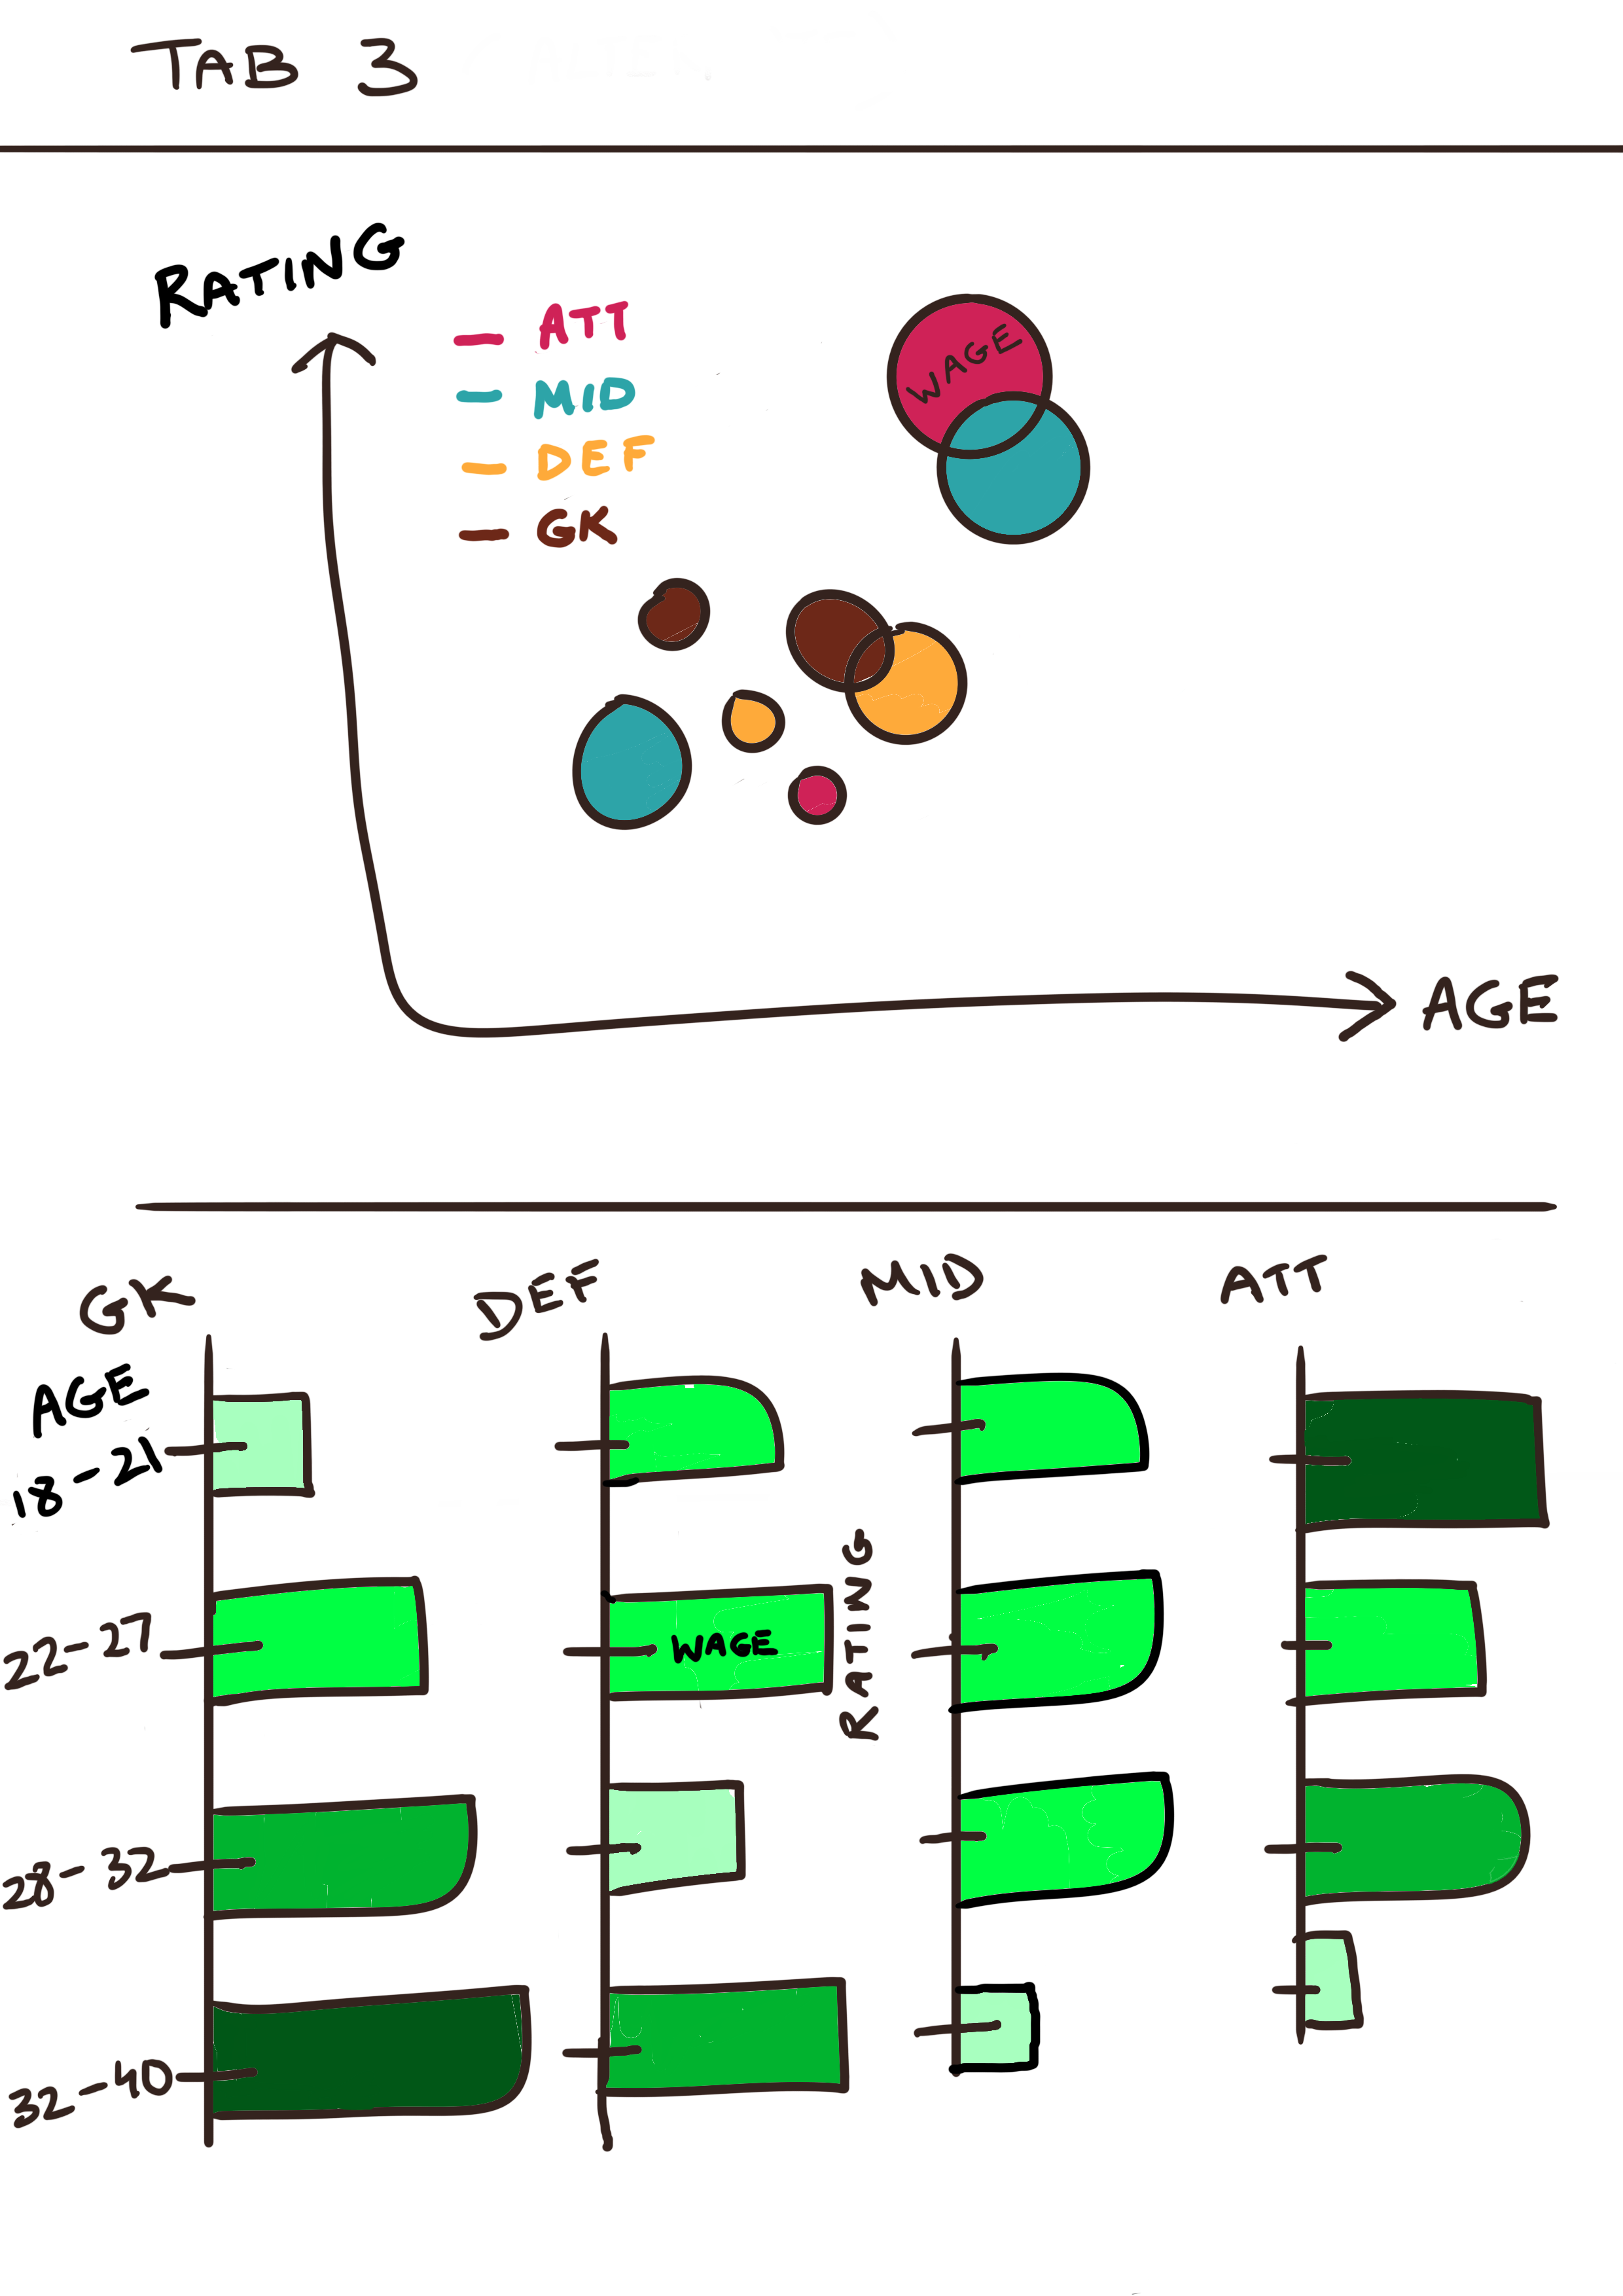 TAB 3
RATING
ATT
MID
DEF
GK
WAGE
AGE
GK
DEF
MID
ATT
AGE
18-21
22-27
WAGE
RATING
28-32
32-40